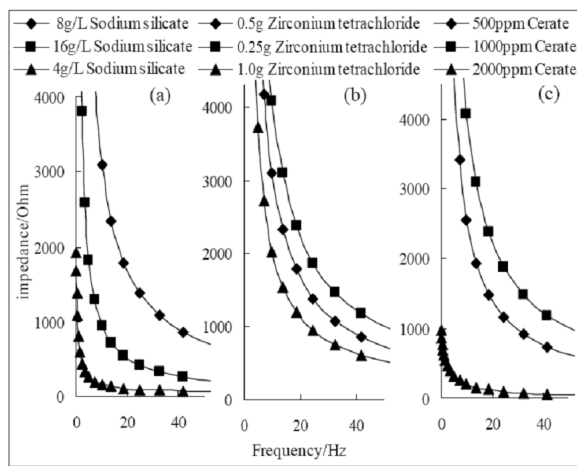 8g/L Sodium silicate 0.5g Zirconium tetrachloride 500ppm Cerate
16g/L Sodium silicate 0.25g Zirconium tetrachloride 1000ppm Cerate
4g/L Sodium silicate 1.0g Zirconium tetrachloride 2000ppm Cerate
(a) (b) (c)
impedance/Ohm
4000
3000
2000
1000
0
0 20 40
4000
3000
2000
1000
0
0 20 40
4000
3000
2000
1000
0
0 20 40
Frequency/Hz